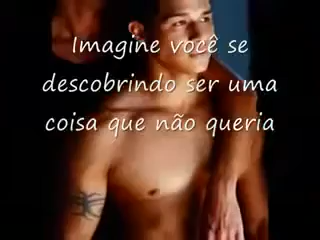 Imagine você se
descobrindo ser uma
coisa que não queria